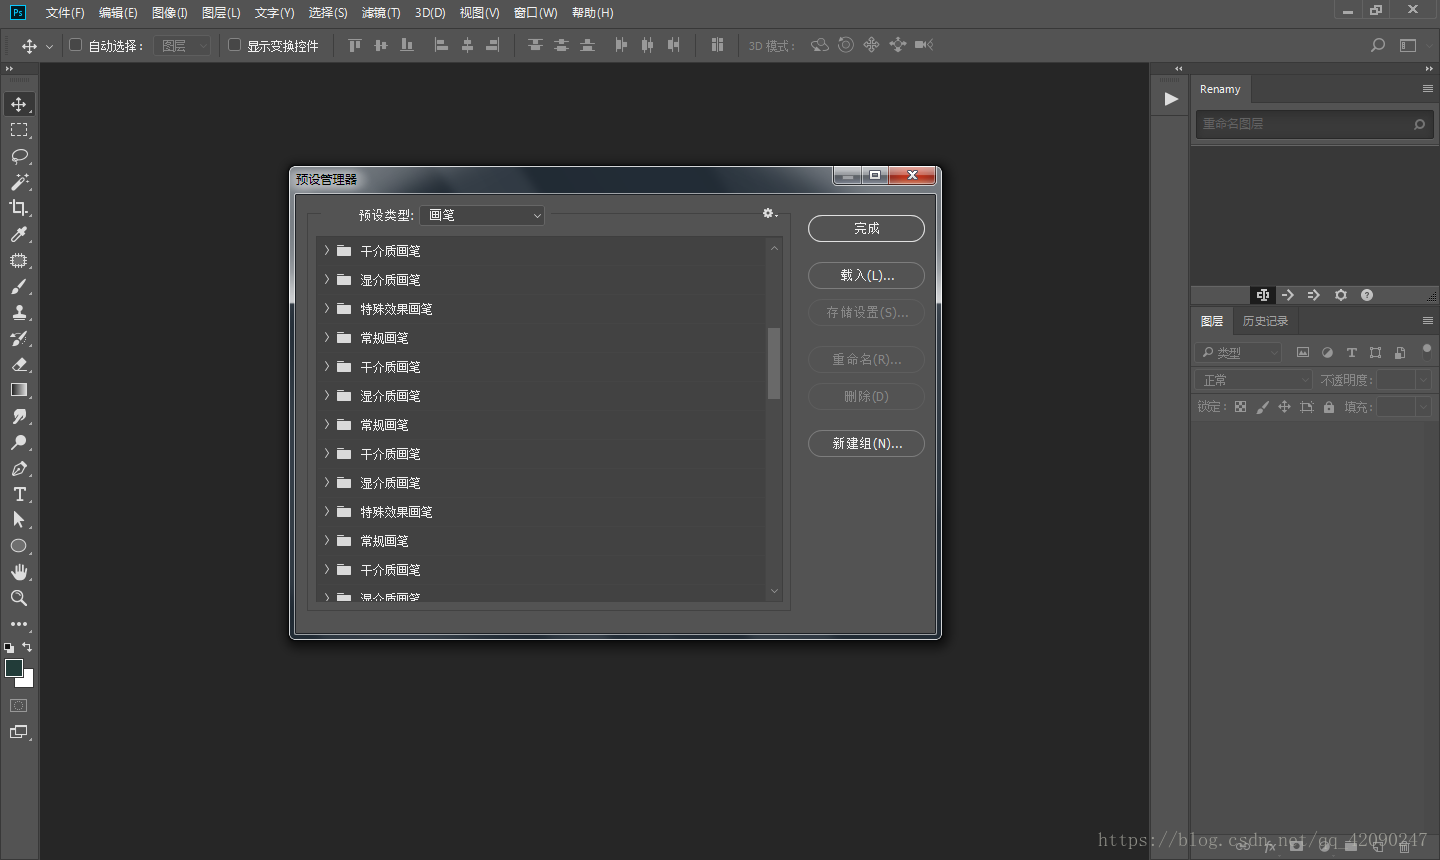 Ps 文件(F) 编辑(E) 图像(I) 图层(L) 文字(Y) 选择(S) 滤镜(T) 3D(D) 视图(V) 窗口(W) 帮助(H)
自动选择： 图层 显示变换控件 3D 模式：
Renamy
重命名图层
预设管理器
预设类型: 画笔
干介质画笔
湿介质画笔
特殊效果画笔
常规画笔
干介质画笔
湿介质画笔
常规画笔
干介质画笔
湿介质画笔
特殊效果画笔
常规画笔
干介质画笔
湿介质画笔
完成
载入(L)...
存储设置(S)...
重命名(R)...
删除(D)
新建组(N)...
图层 历史记录
类型
正常 不透明度：
锁定： 填充：
https://blog.csdn.net/qq_42090247